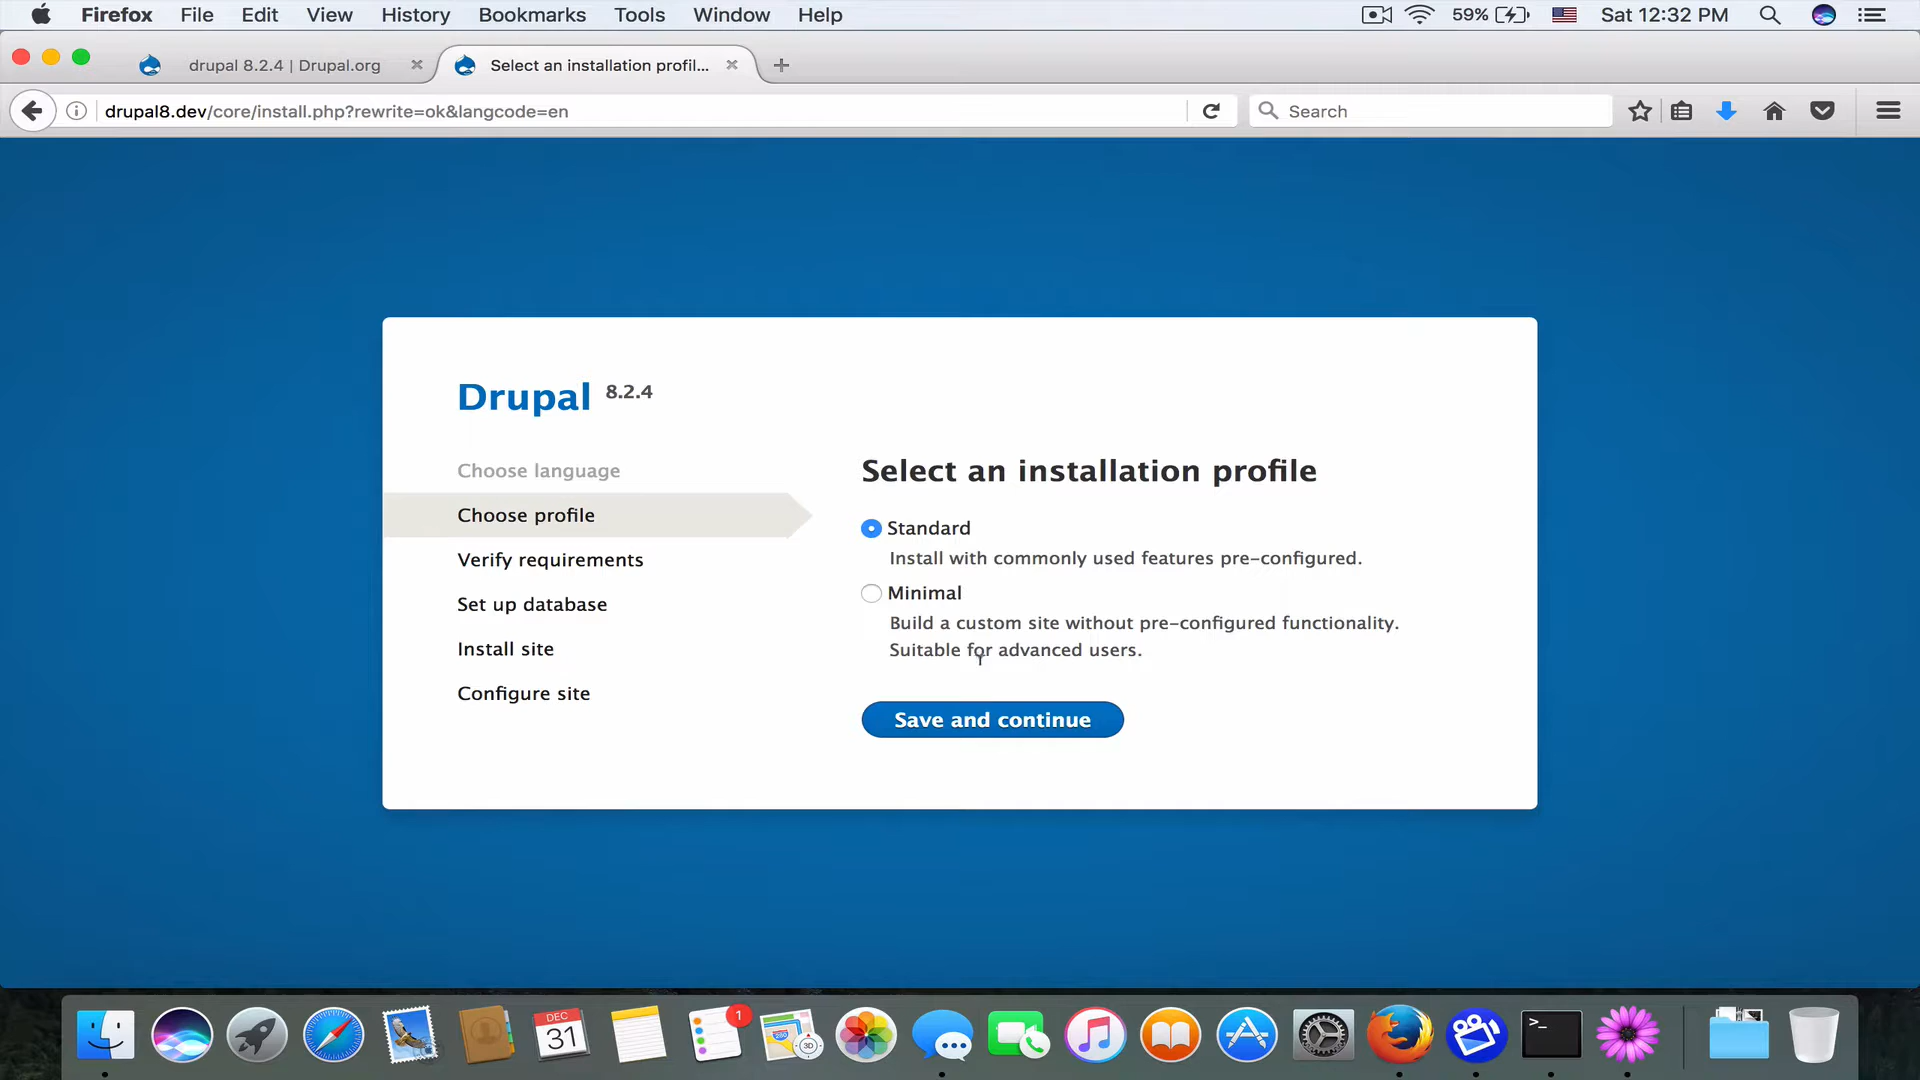 Firefox File Edit View History Bookmarks Tools Window Help 59% Sat 12:32 PM
drupal 8.2.4 | Drupal.org Select an installation profil...
drupal8.dev/core/install.php?rewrite=ok&langcode=en Search
Drupal 8.2.4
Choose language
Choose profile
Verify requirements
Set up database
Install site
Configure site
Select an installation profile
Standard
Install with commonly used features pre-configured.
Minimal
Build a custom site without pre-configured functionality.
Suitable for advanced users.
Save and continue
DEC
31
1
3D
>_